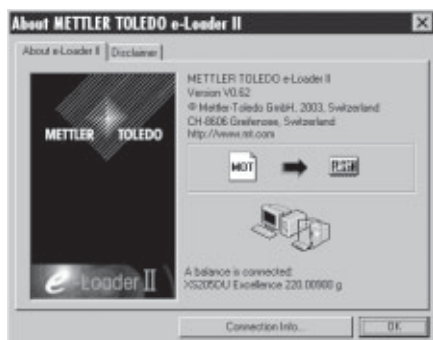 About METTLER TOLEDO e-Loader II
About e-Loader II
Disclaimer
METTLER TOLEDO
e-Loader II
METTLER TOLEDO e-Loader II
Version V0.62
© Mettler-Toledo GmbH, 2003, Switzerland
CH-8606 Greifensee, Switzerland
http://www.mt.com
MOT
A balance is connected:
XS205DU Excellence 220.00900 g
Connection Info...
OK